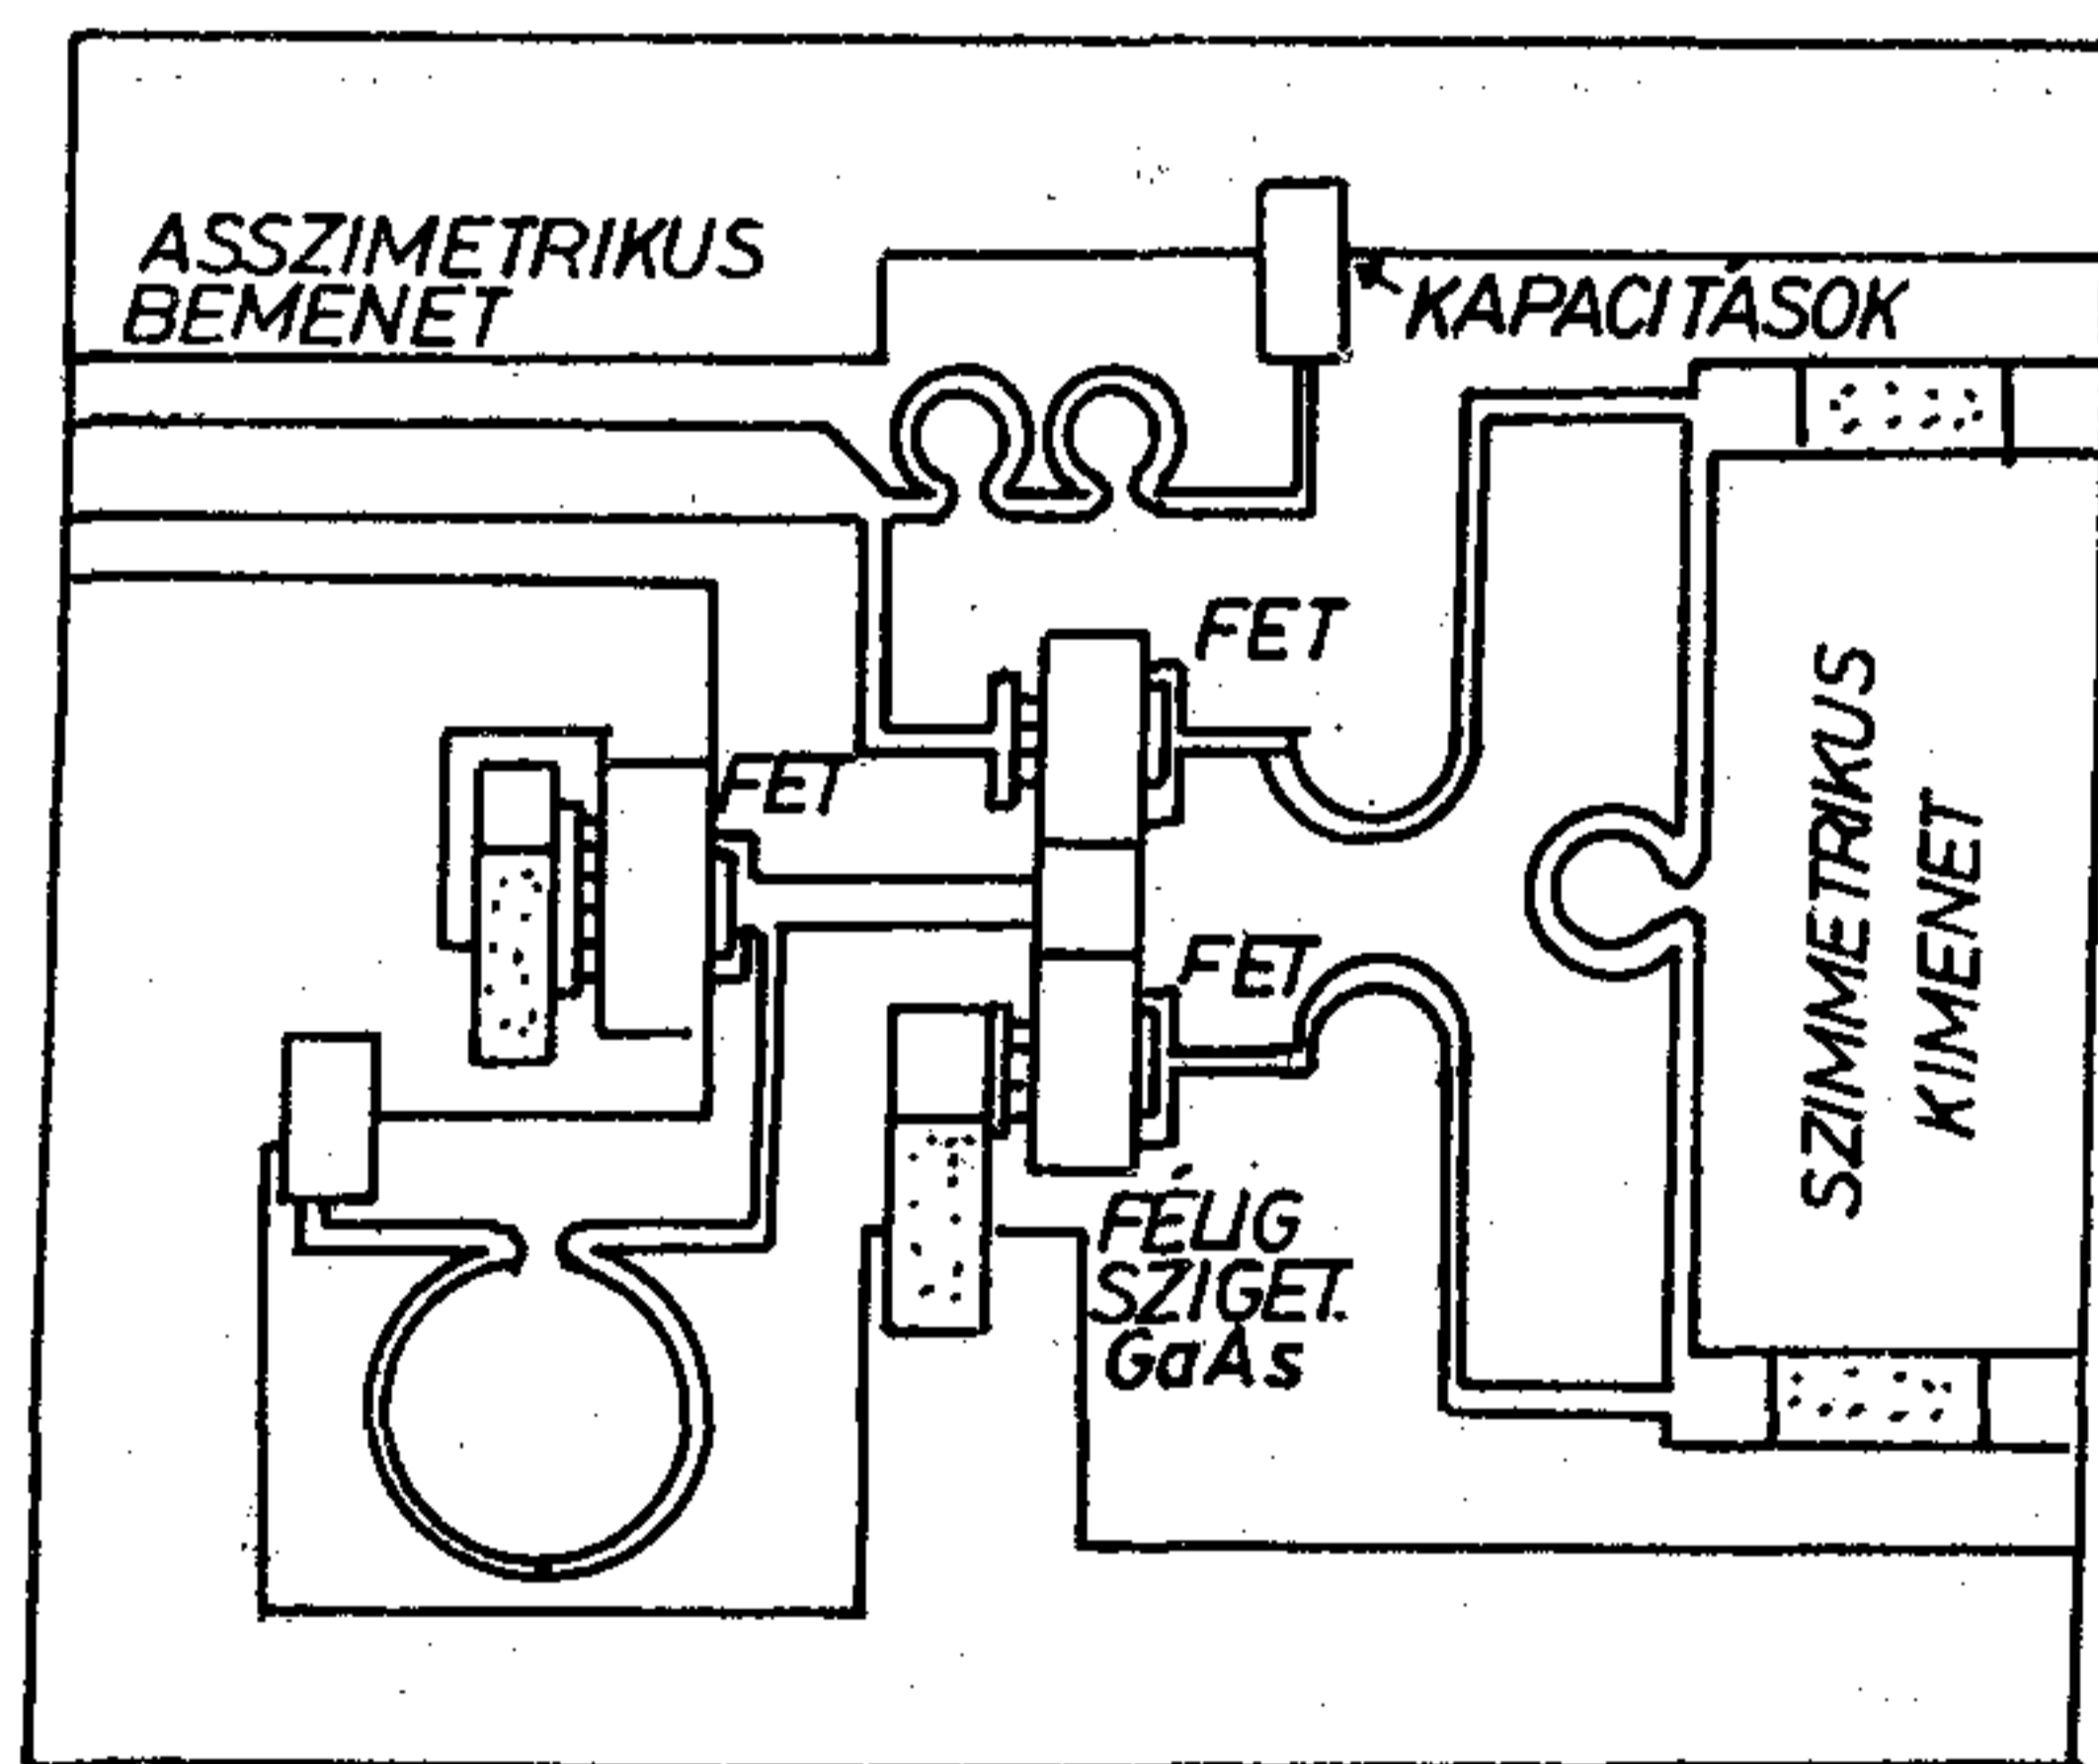 ASSZIMETRIKUS
BEMENET
KAPACITÁSOK
FET
FET
FET
FÉLIG
SZIGET.
GaAs
SZIMMETRIKUS
KIMENET